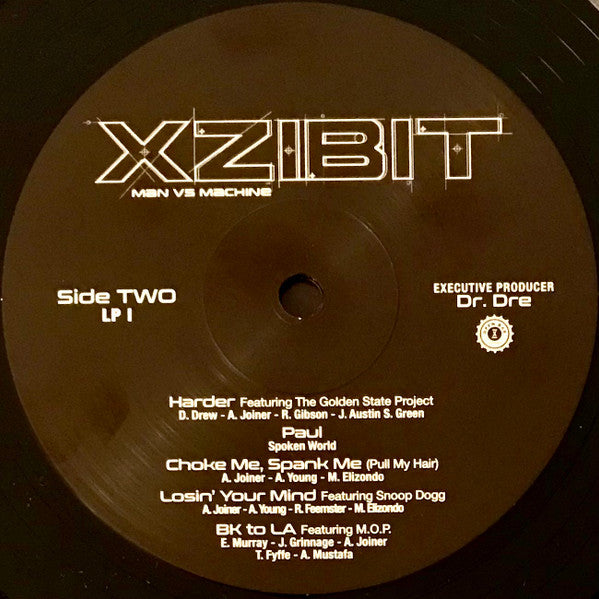 XZIBIT
Man vs Machine
Side TWO
LP 1
EXECUTIVE PRODUCER
Dr. Dre
Harder Featuring The Golden State Project
D. Drew - A. Joiner - R. Gibson - J. Austin S. Green
Paul
Spoken World
Choke Me, Spank Me (Pull My Hair)
A. Joiner - A. Young - M. Elizondo
Losin' Your Mind Featuring Snoop Dogg
A. Joiner - A. Young - R. Feemster - M. Elizondo
BK to LA Featuring M.O.P.
E. Murray - J. Grinnage - A. Joiner
T. Fyffe - A. Mustafa